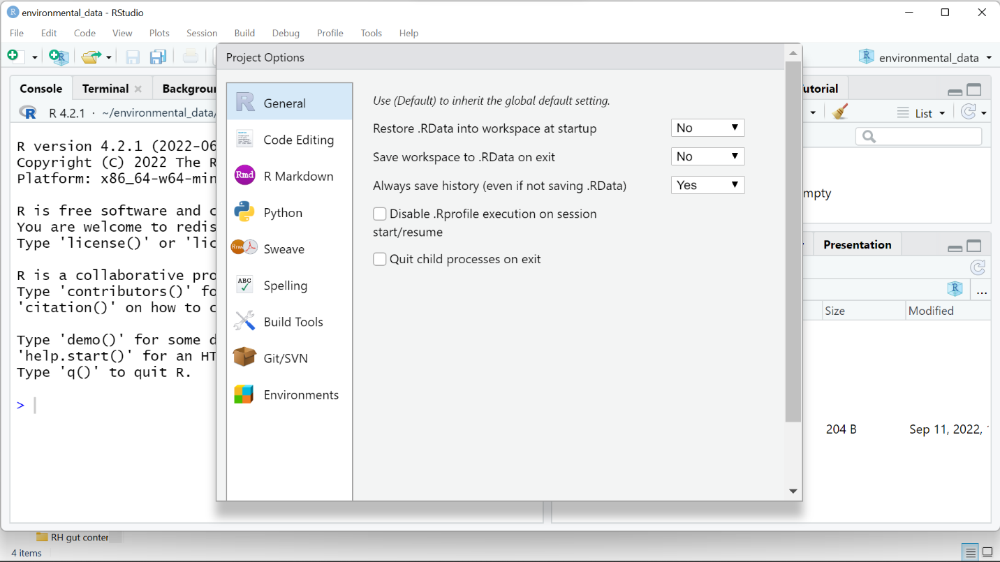 environmental_data - RStudio
File Edit Code View Plots Session Build Debug Profile Tools Help
environmental_data
Project Options
Console Terminal
Tutorial
R 4.2.1 · ~/environmental_data/
List
R version 4.2.1 (2022-06
Copyright (C) 2022 The R
Platform: x86_64-w64-min
R is free software and c
You are welcome to redis
Type 'license()' or 'lic
R is a collaborative pro
Type 'contributors()' fo
'citation()' on how to c
Type 'demo()' for some d
'help.start()' for an HT
Type 'q()' to quit R.
>
General
Code Editing
Rmd R Markdown
Python
Rnw Sweave
ABC Spelling
Build Tools
Git/SVN
Environments
Use (Default) to inherit the global default setting.
Restore .RData into workspace at startup No
Save workspace to .RData on exit No
Always save history (even if not saving .RData) Yes
Disable .Rprofile execution on session
start/resume
Quit child processes on exit
mpty
Presentation
...
Size Modified
204 B Sep 11, 2022,
RH gut conter
4 items